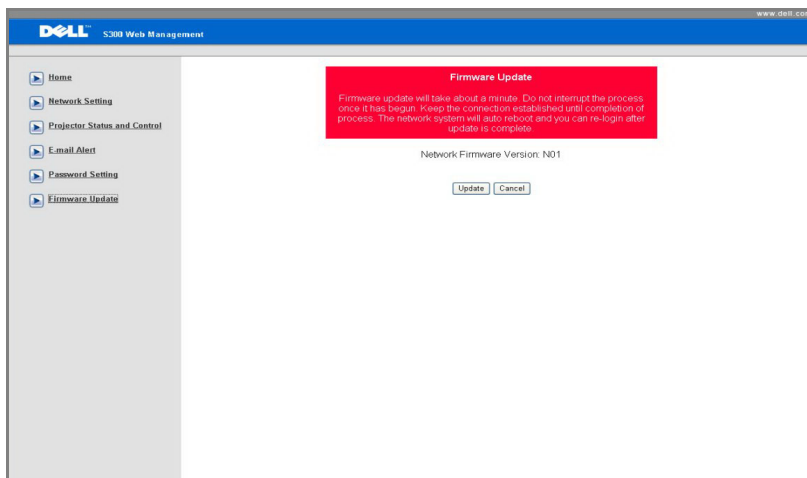 www.dell.com
DELL™ S300 Web Management
Home
Network Setting
Projector Status and Control
E-mail Alert
Password Setting
Firmware Update
Firmware Update
Firmware update will take about a minute. Do not interrupt the process
once it has begun. Keep the connection established until completion of
process. The network system will auto reboot and you can re-login after
update is complete
Network Firmware Version: N01
Update Cancel